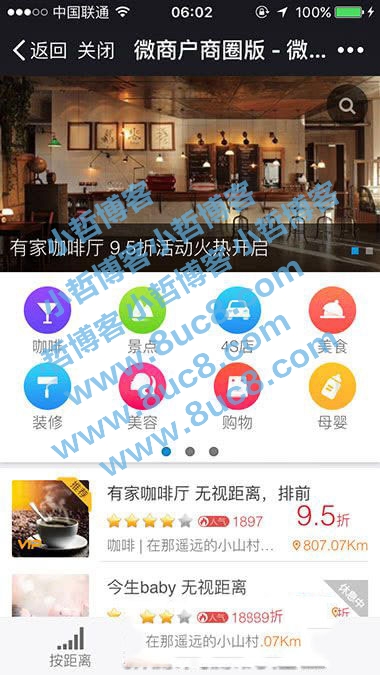 中国联通 06:02 100%
返回 关闭 微商户商圈版 - 微...
有家咖啡厅 9.5折活动火热开启
咖啡 景点 4S店 美食
装修 美容 购物 母婴
小哲博客 小哲博客 小哲博客
www.8uc8.com www.8uc8.com www.8uc8.com
推荐
VIP
有家咖啡厅 无视距离，排前
人气 1897 9.5折
咖啡 | 在那遥远的小山村... 807.07Km
今生baby 无视距离
休息中
人气
折
按距离
在那遥远的小山村.07Km